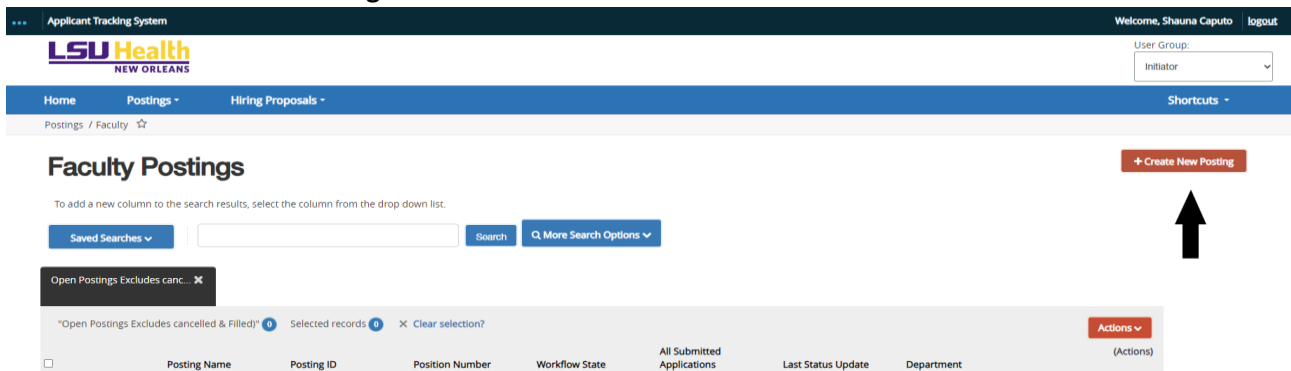 Applicant Tracking System
Welcome, Shauna Caputo logout
LSU Health
NEW ORLEANS
User Group:
Initiator
Home Postings Hiring Proposals Shortcuts
Postings / Faculty
Faculty Postings
+ Create New Posting
To add a new column to the search results, select the column from the drop down list.
Saved Searches Search More Search Options
Open Postings Excludes canc...
"Open Postings Excludes cancelled & Filled)" 0 Selected records 0 Clear selection?
Actions
Posting Name Posting ID Position Number Workflow State All Submitted Applications Last Status Update Department (Actions)